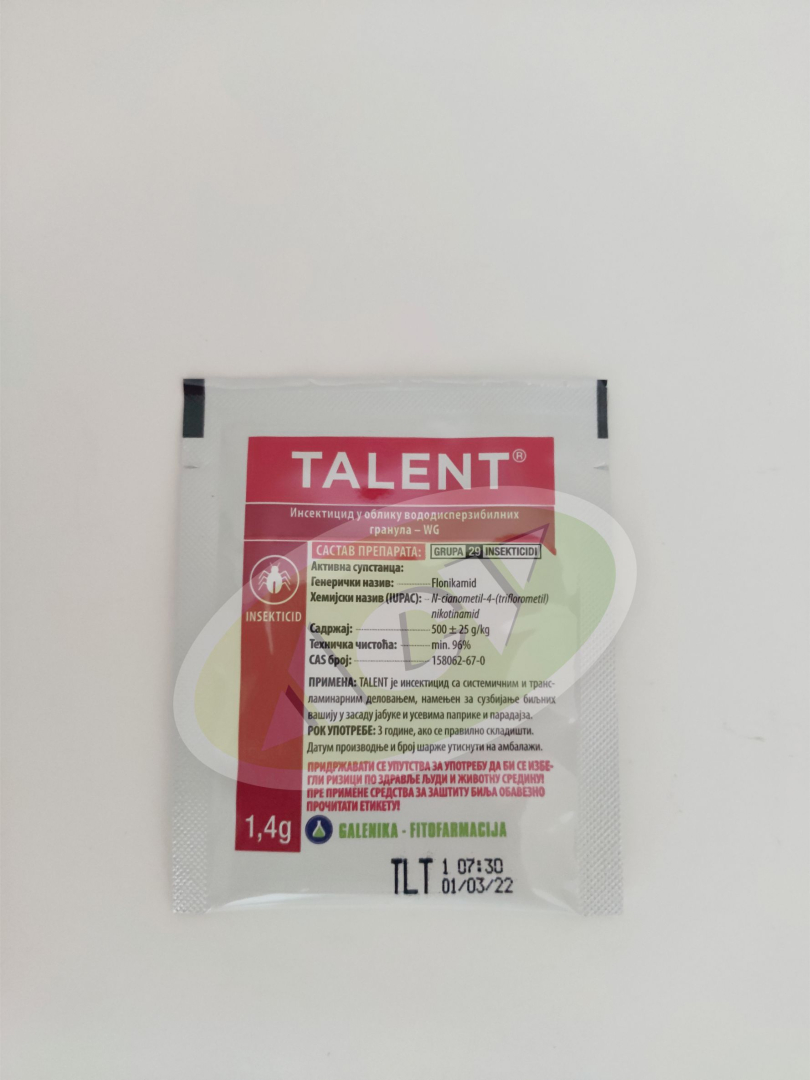 TALENT®
Инсектицид у облику вододисперзибилних
гранула – WG
САСТАВ ПРЕПАРАТА: GRUPA 29 INSEKTICIDI
Активна супстанца:
Генерички назив: Flonikamid
Хемијски назив (IUPAC): N-cianometil-4-(triflorometil)
nikotinamid
INSEKTICID
Садржај: 500 ± 25 g/kg
Техничка чистоћа: min. 96%
CAS број: 158062-67-0
ПРИМЕНА: TALENT је инсектицид са системичним и транс-
ламинарним деловањем, намењен за сузбијање биљних
вашију у засаду јабуке и усевима паприке и парадајза.
РОК УПОТРЕБЕ: 3 године, ако се правилно складишти.
Датум производње и број шарже утиснути на амбалажи.
ПРИДРЖАВАТИ СЕ УПУТСТВА ЗА УПОТРЕБУ ДА БИ СЕ ИЗБЕ-
ГЛИ РИЗИЦИ ПО ЗДРАВЉЕ ЉУДИ И ЖИВОТНУ СРЕДИНУ!
ПРЕ ПРИМЕНЕ СРЕДСТВА ЗА ЗАШТИТУ БИЉА ОБАВЕЗНО
ПРОЧИТАТИ ЕТИКЕТУ!
1,4g GALENIKA - FITOFARMACIJA
TLT 1 07:30
01/03/22